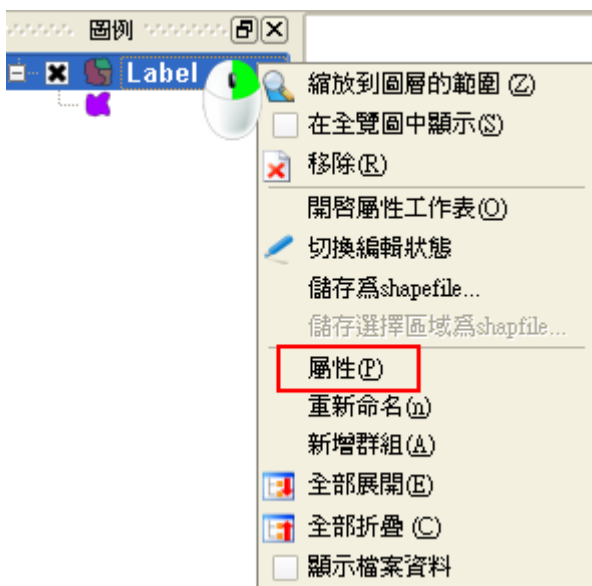 圖例
Label
縮放到圖層的範圍 (Z)
在全覽圖中顯示(S)
移除(R)
開啓屬性工作表(O)
切換編輯狀態
儲存爲shapefile...
儲存選擇區域爲shapfile...
屬性(P)
重新命名(n)
新增群組(A)
全部展開(E)
全部折疊 (C)
顯示檔案資料